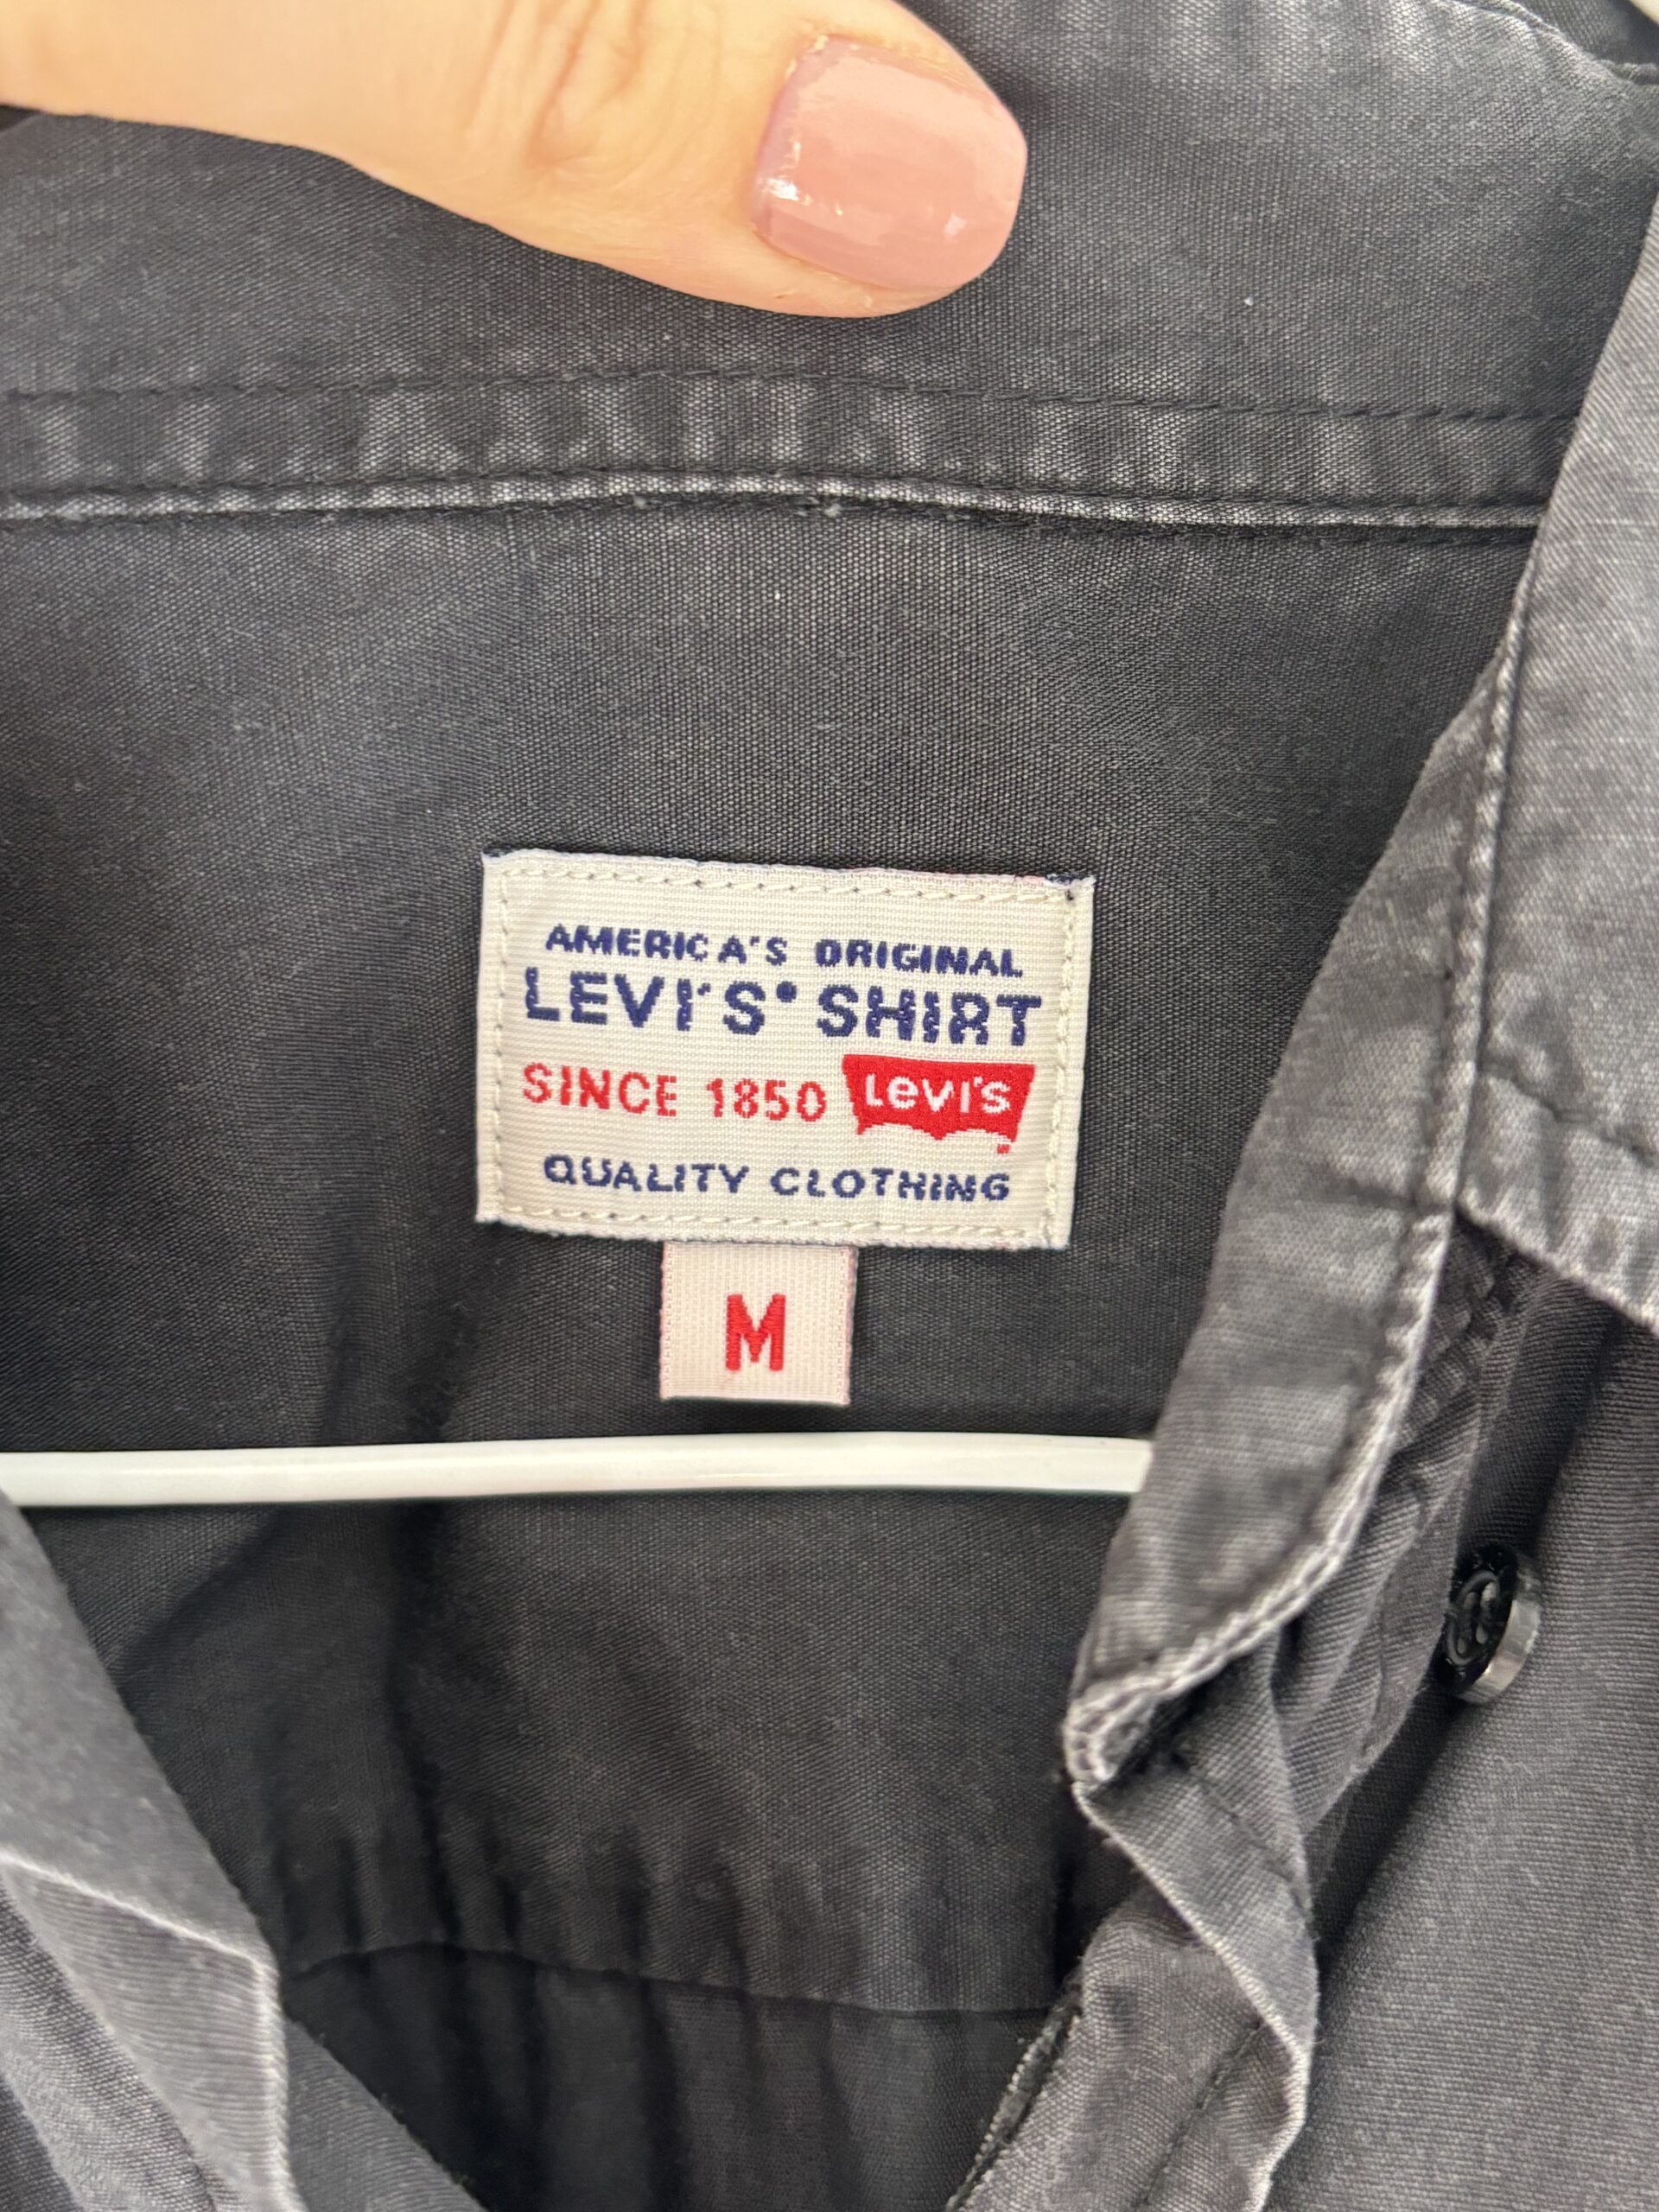 AMERICA'S ORIGINAL
LEVI'S® SHIRT
SINCE 1850 LEVI'S
QUALITY CLOTHING
M